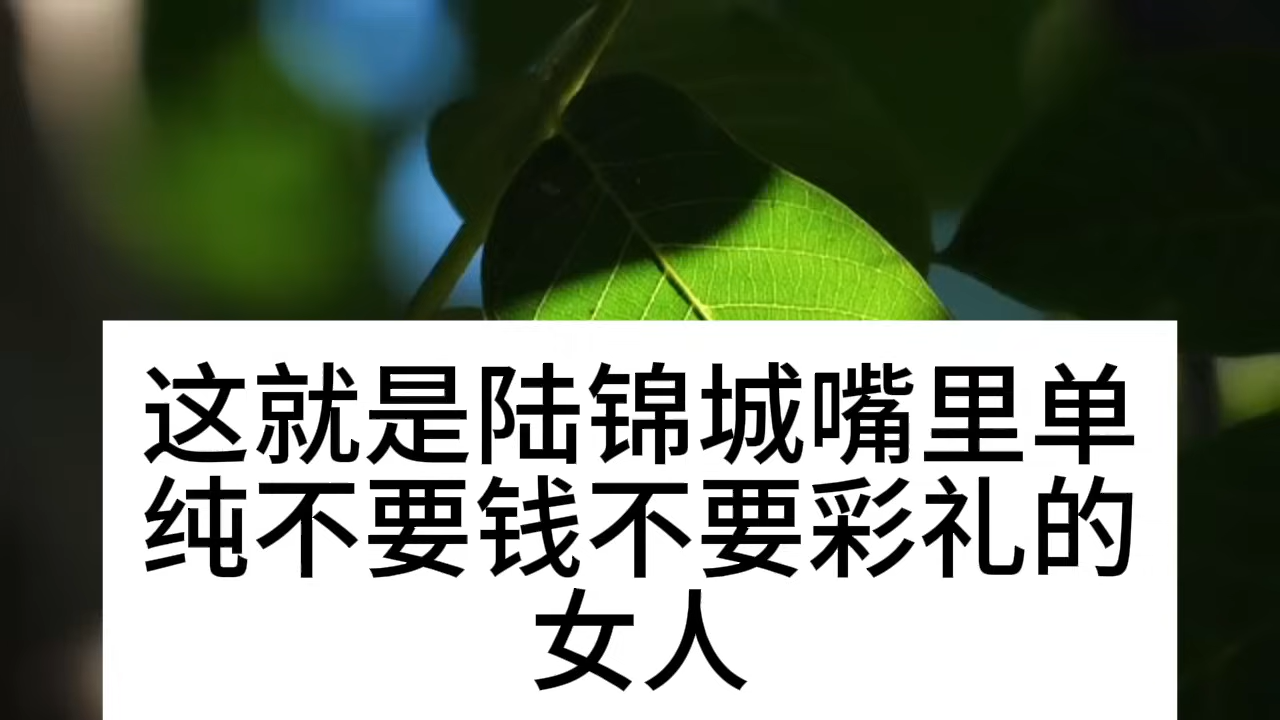 这就是陆锦城嘴里单
纯不要钱不要彩礼的
女人